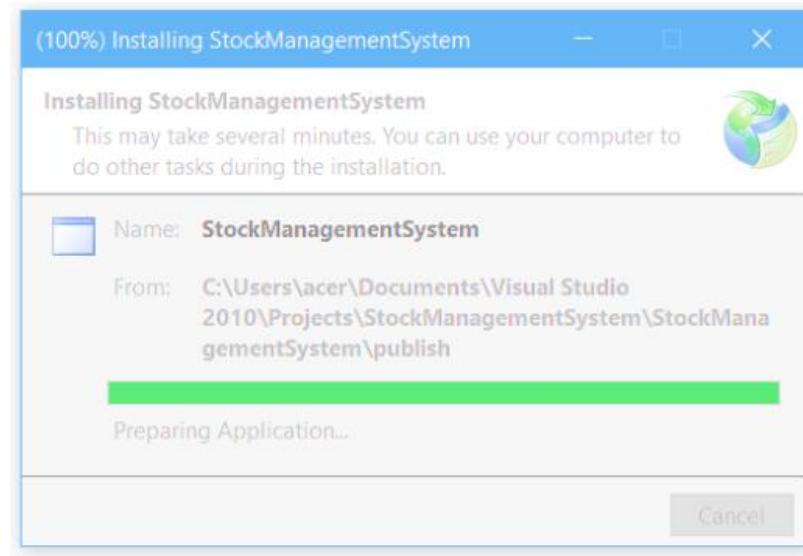 (100%) Installing StockManagementSystem
Installing StockManagementSystem
This may take several minutes. You can use your computer to
do other tasks during the installation.
Name: StockManagementSystem
From: C:\Users\acer\Documents\Visual Studio
2010\Projects\StockManagementSystem\StockMana
gementSystem\publish
Preparing Application...
Cancel